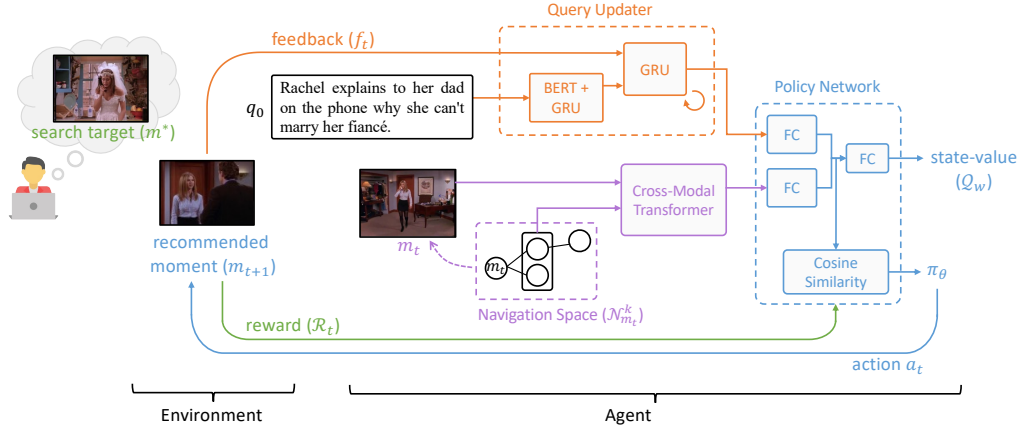 Query Updater
feedback (f_t)
GRU
Rachel explains to her dad
on the phone why she can't
marry her fiancé.
q_0
BERT +
GRU
Policy Network
search target (m*)
FC
FC
FC
state-value
(Q_w)
Cross-Modal
Transformer
m_t
m_t
recommended
moment (m_{t+1})
Cosine
Similarity
π_θ
Navigation Space (N^k_{m_t})
reward (R_t)
action a_t
Environment
Agent